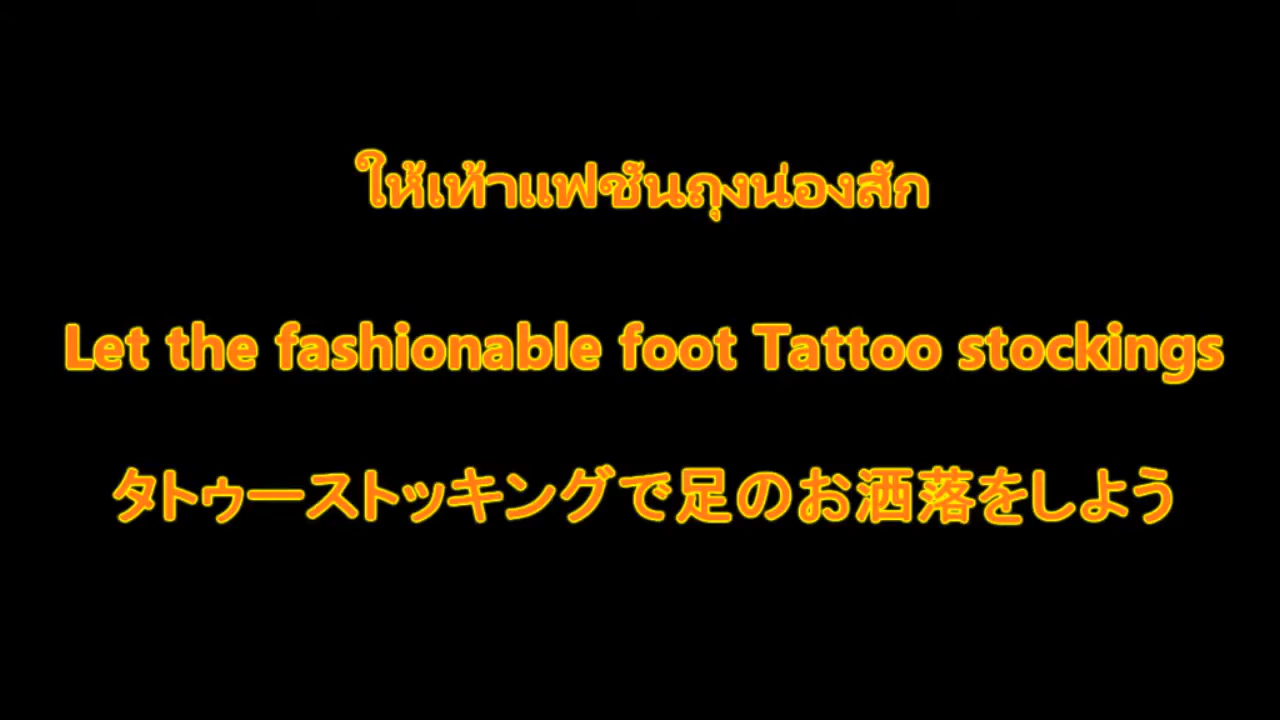 ให้เท้าแฟชั่นถุงน่องสัก
Let the fashionable foot Tattoo stockings
タトゥーストッキングで足のお洒落をしよう